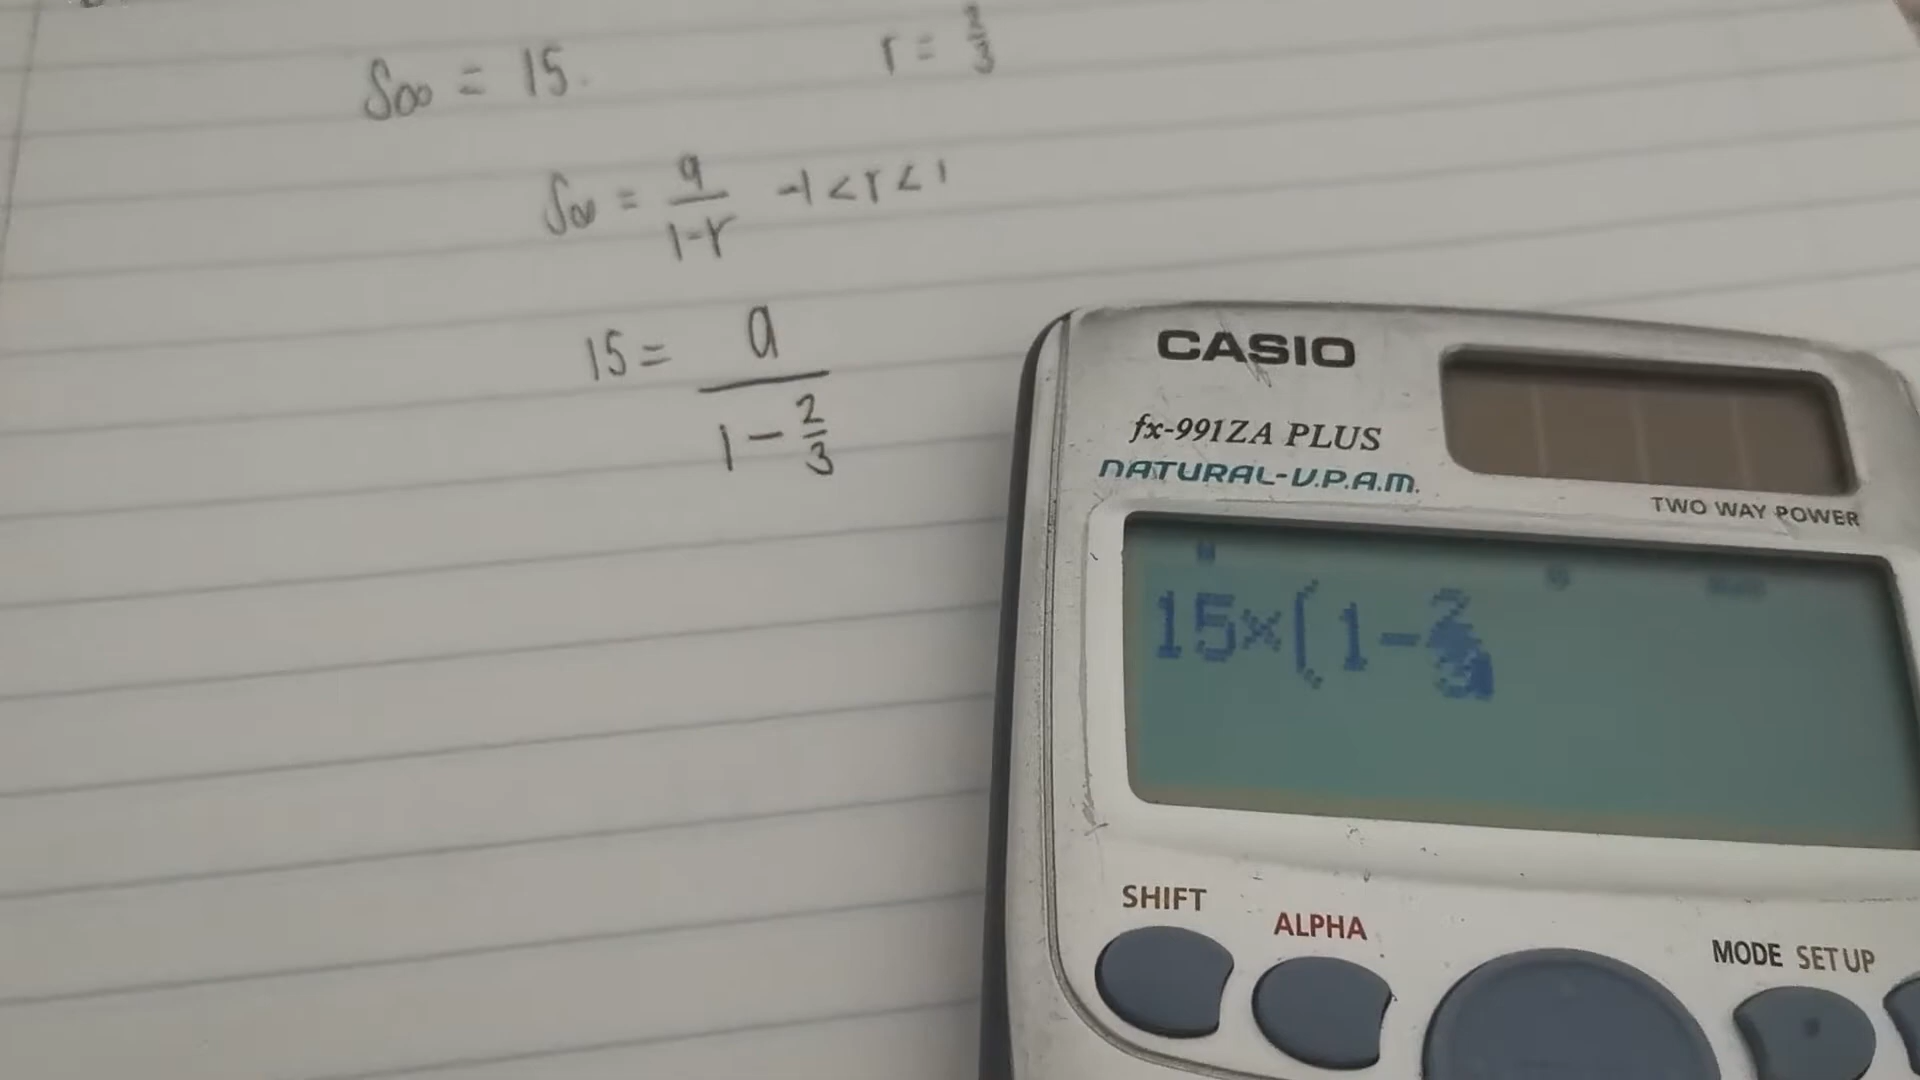 S∞ = 15. r = 2/3
S∞ = a/(1-r) -1<r<1
15 = a/(1 - 2/3)
CASIO
fx-991ZA PLUS
NATURAL-V.P.A.M.
TWO WAY POWER
15×(1-2/3
SHIFT
ALPHA
MODE SETUP